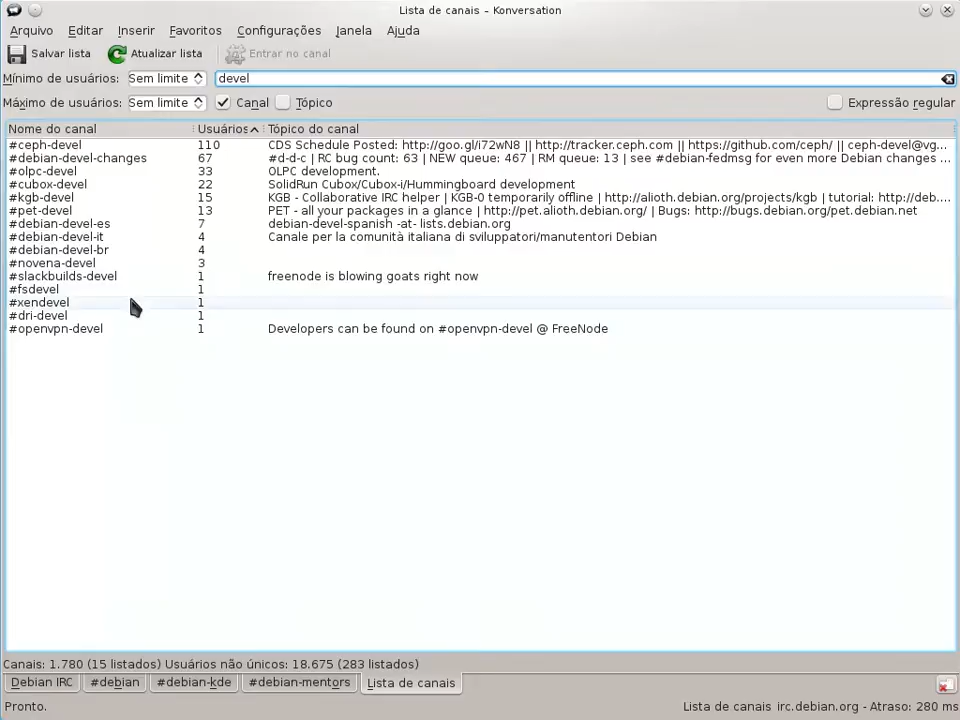 Lista de canais – Konversation
Arquivo Editar Inserir Favoritos Configurações Janela Ajuda
Salvar lista Atualizar lista Entrar no canal
Mínimo de usuários: Sem limite devel
Máximo de usuários: Sem limite Canal Tópico Expressão regular
Nome do canal Usuários Tópico do canal
#ceph-devel 110 CDS Schedule Posted: http://goo.gl/i72wN8 || http://tracker.ceph.com || https://github.com/ceph/ || ceph-devel@vg...
#debian-devel-changes 67 #d-d-c | RC bug count: 63 | NEW queue: 467 | RM queue: 13 | see #debian-fedmsg for even more Debian changes ...
#olpc-devel 33 OLPC development.
#cubox-devel 22 SolidRun Cubox/Cubox-i/Hummingboard development
#kgb-devel 15 KGB - Collaborative IRC helper | KGB-0 temporarily offline | http://alioth.debian.org/projects/kgb | tutorial: http://deb....
#pet-devel 13 PET - all your packages in a glance | http://pet.alioth.debian.org/ | Bugs: http://bugs.debian.org/pet.debian.net
#debian-devel-es 7 debian-devel-spanish -at- lists.debian.org
#debian-devel-it 4 Canale per la comunità italiana di sviluppatori/manutentori Debian
#debian-devel-br 4
#novena-devel 3
#slackbuilds-devel 1 freenode is blowing goats right now
#fsdevel 1
#xendevel 1
#dri-devel 1
#openvpn-devel 1 Developers can be found on #openvpn-devel @ FreeNode
Canais: 1.780 (15 listados) Usuários não únicos: 18.675 (283 listados)
Debian IRC #debian #debian-kde #debian-mentors Lista de canais
Pronto. Lista de canais irc.debian.org - Atraso: 280 ms